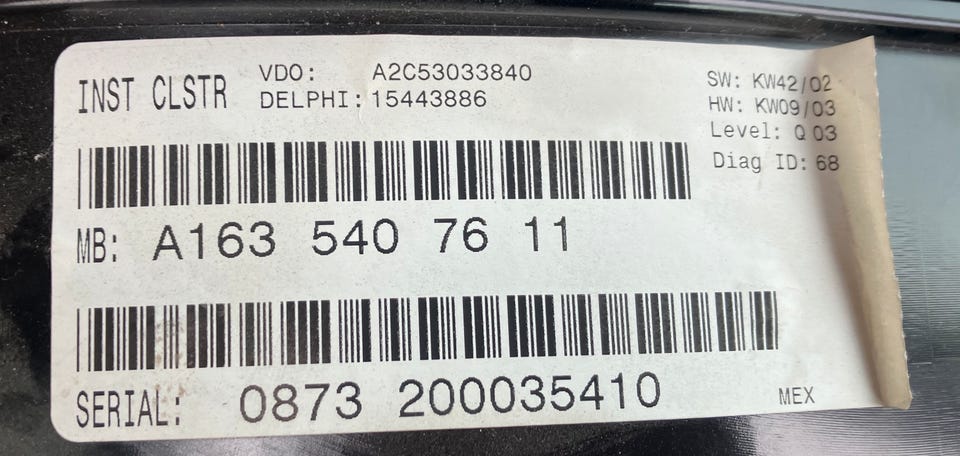 INST CLSTR
VDO: A2C53033840
DELPHI: 15443886
SW: KW42/02
HW: KW09/03
Level: Q 03
Diag ID: 68
MB: A163 540 76 11
SERIAL: 0873 200035410
MEX